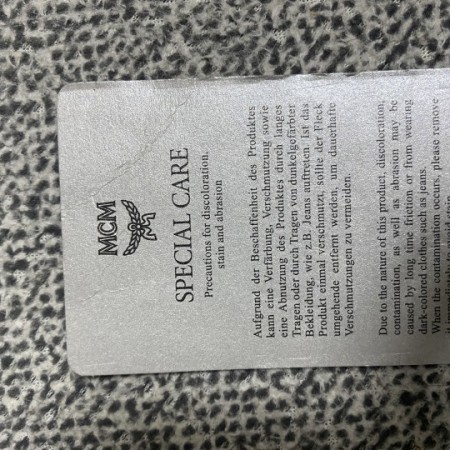 MCM
SPECIAL CARE
Precautions for discoloration,
stain and abrasion
Aufgrund der Beschaffenheit des Produktes
kann eine Verfärbung, Verschmutzung sowie
eine Abnutzung des Produktes durch langes
Tragen oder durch Tragen von dunkelgefärbter
Bekleidung, wie z.B. Jeans auftreten. Ist das
Produkt einmal verschmutzt, sollte der Fleck
umgehende entfernt werden, um dauerhafte
Verschmutzungen zu vermeiden.
Due to the nature of this product, discoloration,
contamination, as well as abrasion may be
caused by long time friction or from wearing
dark-colored clothes such as jeans.
When the contamination occurs, please remove